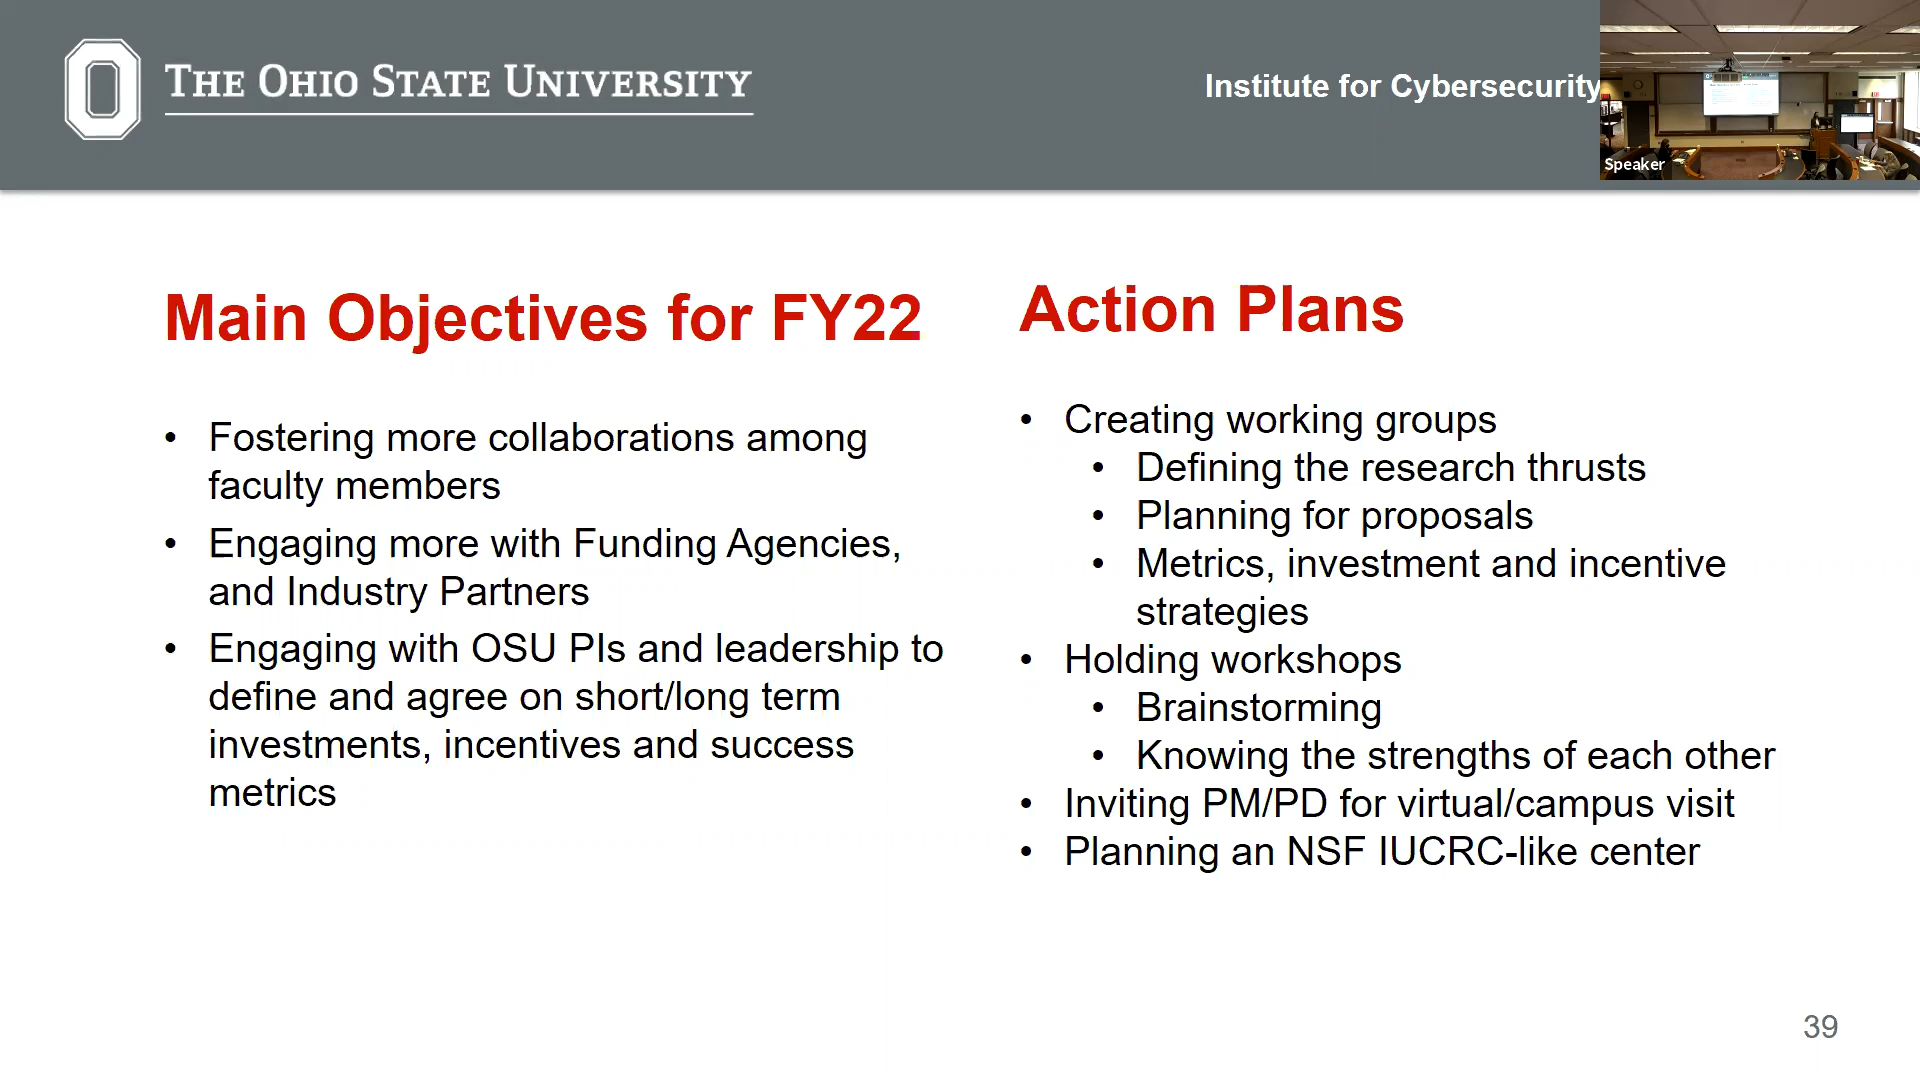 THE OHIO STATE UNIVERSITY
Institute for Cybersecurity
Speaker
Main Objectives for FY22
• Fostering more collaborations among
faculty members
• Engaging more with Funding Agencies,
and Industry Partners
• Engaging with OSU PIs and leadership to
define and agree on short/long term
investments, incentives and success
metrics
Action Plans
• Creating working groups
• Defining the research thrusts
• Planning for proposals
• Metrics, investment and incentive
strategies
• Holding workshops
• Brainstorming
• Knowing the strengths of each other
• Inviting PM/PD for virtual/campus visit
• Planning an NSF IUCRC-like center
39